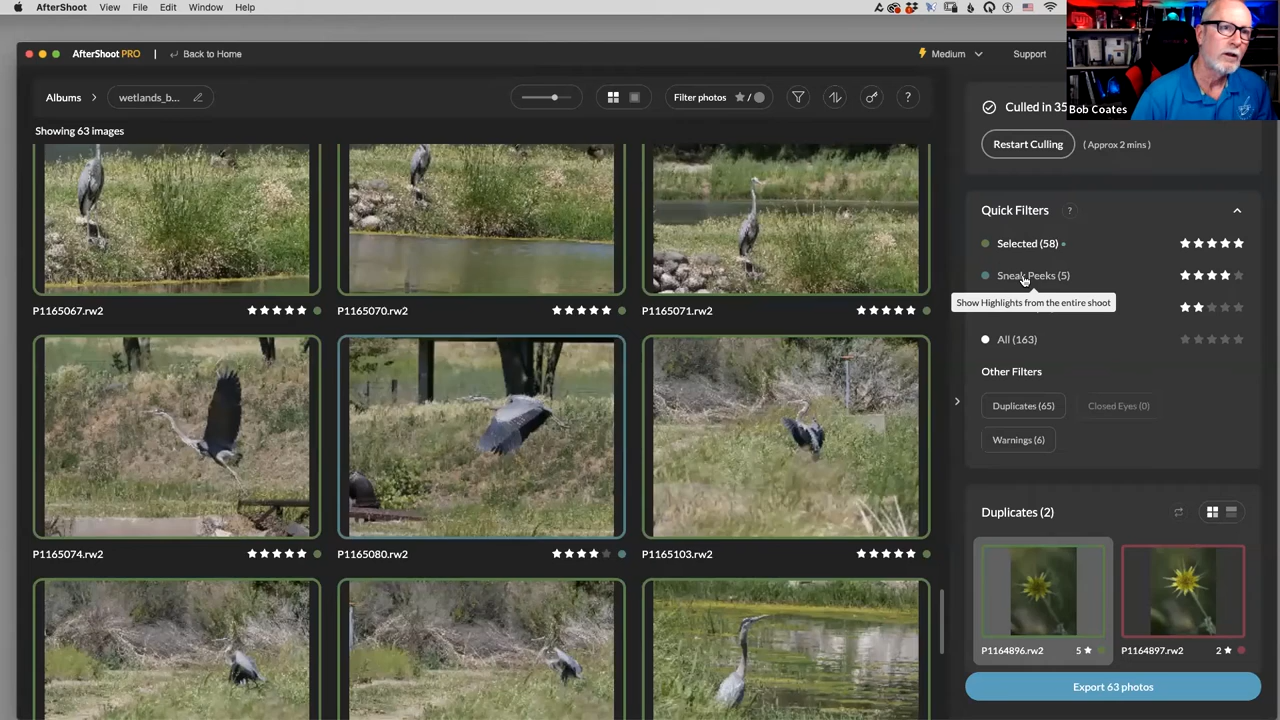 AfterShoot View File Edit Window Help
AfterShoot PRO | Back to Home
Medium
Support
Bob Coates
Albums > wetlands_b...
Filter photos /
?
Culled in 35
Showing 63 images
Restart Culling ( Approx 2 mins )
Quick Filters ?
Selected (58)
Sneak Peeks (5)
Show Highlights from the entire shoot
All (163)
Other Filters
Duplicates (65) Closed Eyes (0)
Warnings (6)
P1165067.rw2
P1165070.rw2
P1165071.rw2
P1165074.rw2
P1165080.rw2
P1165103.rw2
Duplicates (2)
P1164896.rw2 5
P1164897.rw2 2
Export 63 photos